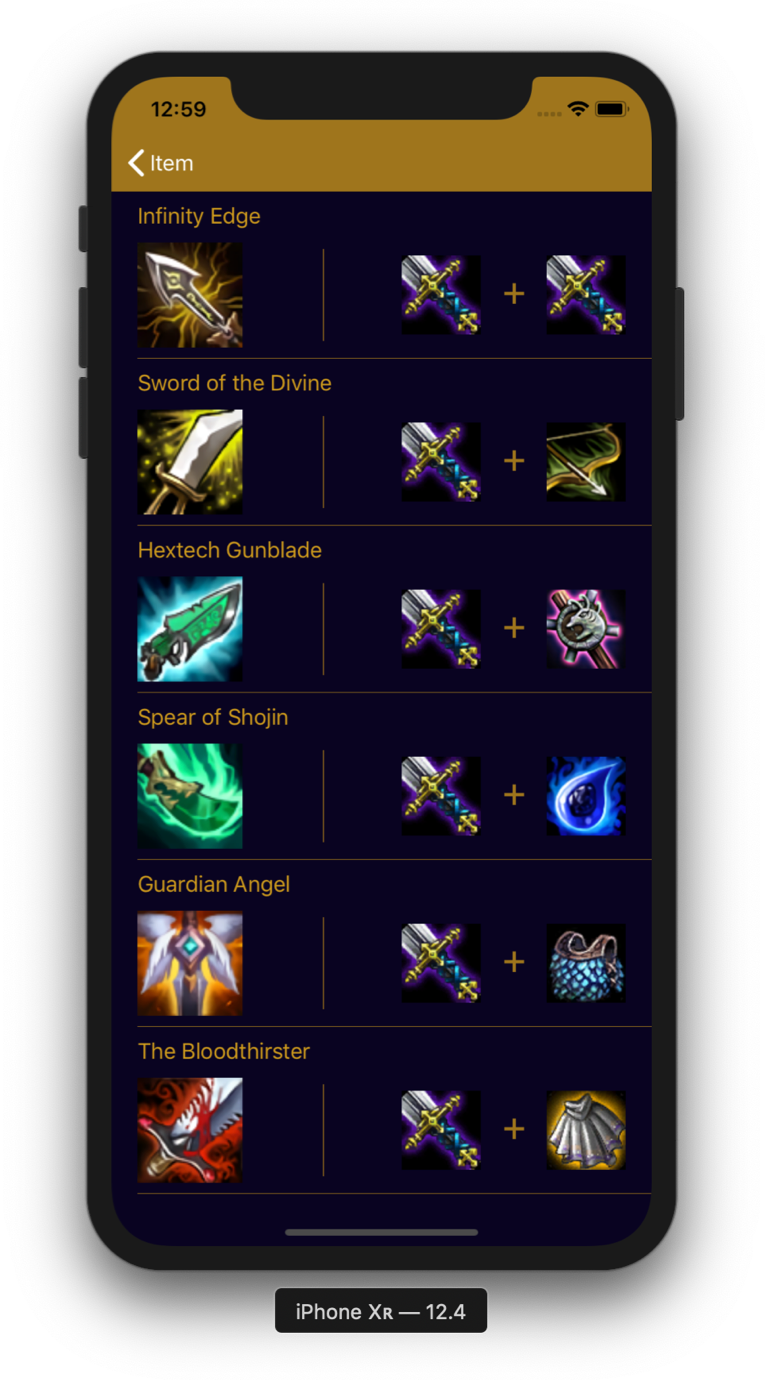 12:59
Item
Infinity Edge
+
Sword of the Divine
+
Hextech Gunblade
+
Spear of Shojin
+
Guardian Angel
+
The Bloodthirster
+
iPhone Xʀ — 12.4